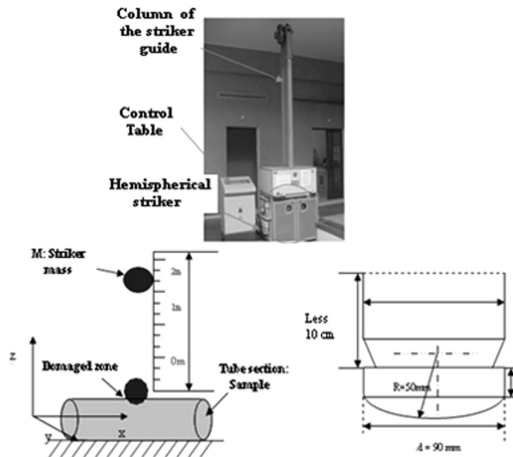 Column of
the striker
guide
Control
Table
Hemispherical
striker
M: Striker
mass
2m
1m
0m
z
Damaged zone
Tube section:
Sample
y
x
Less
10 cm
R=50mm
d = 90 mm